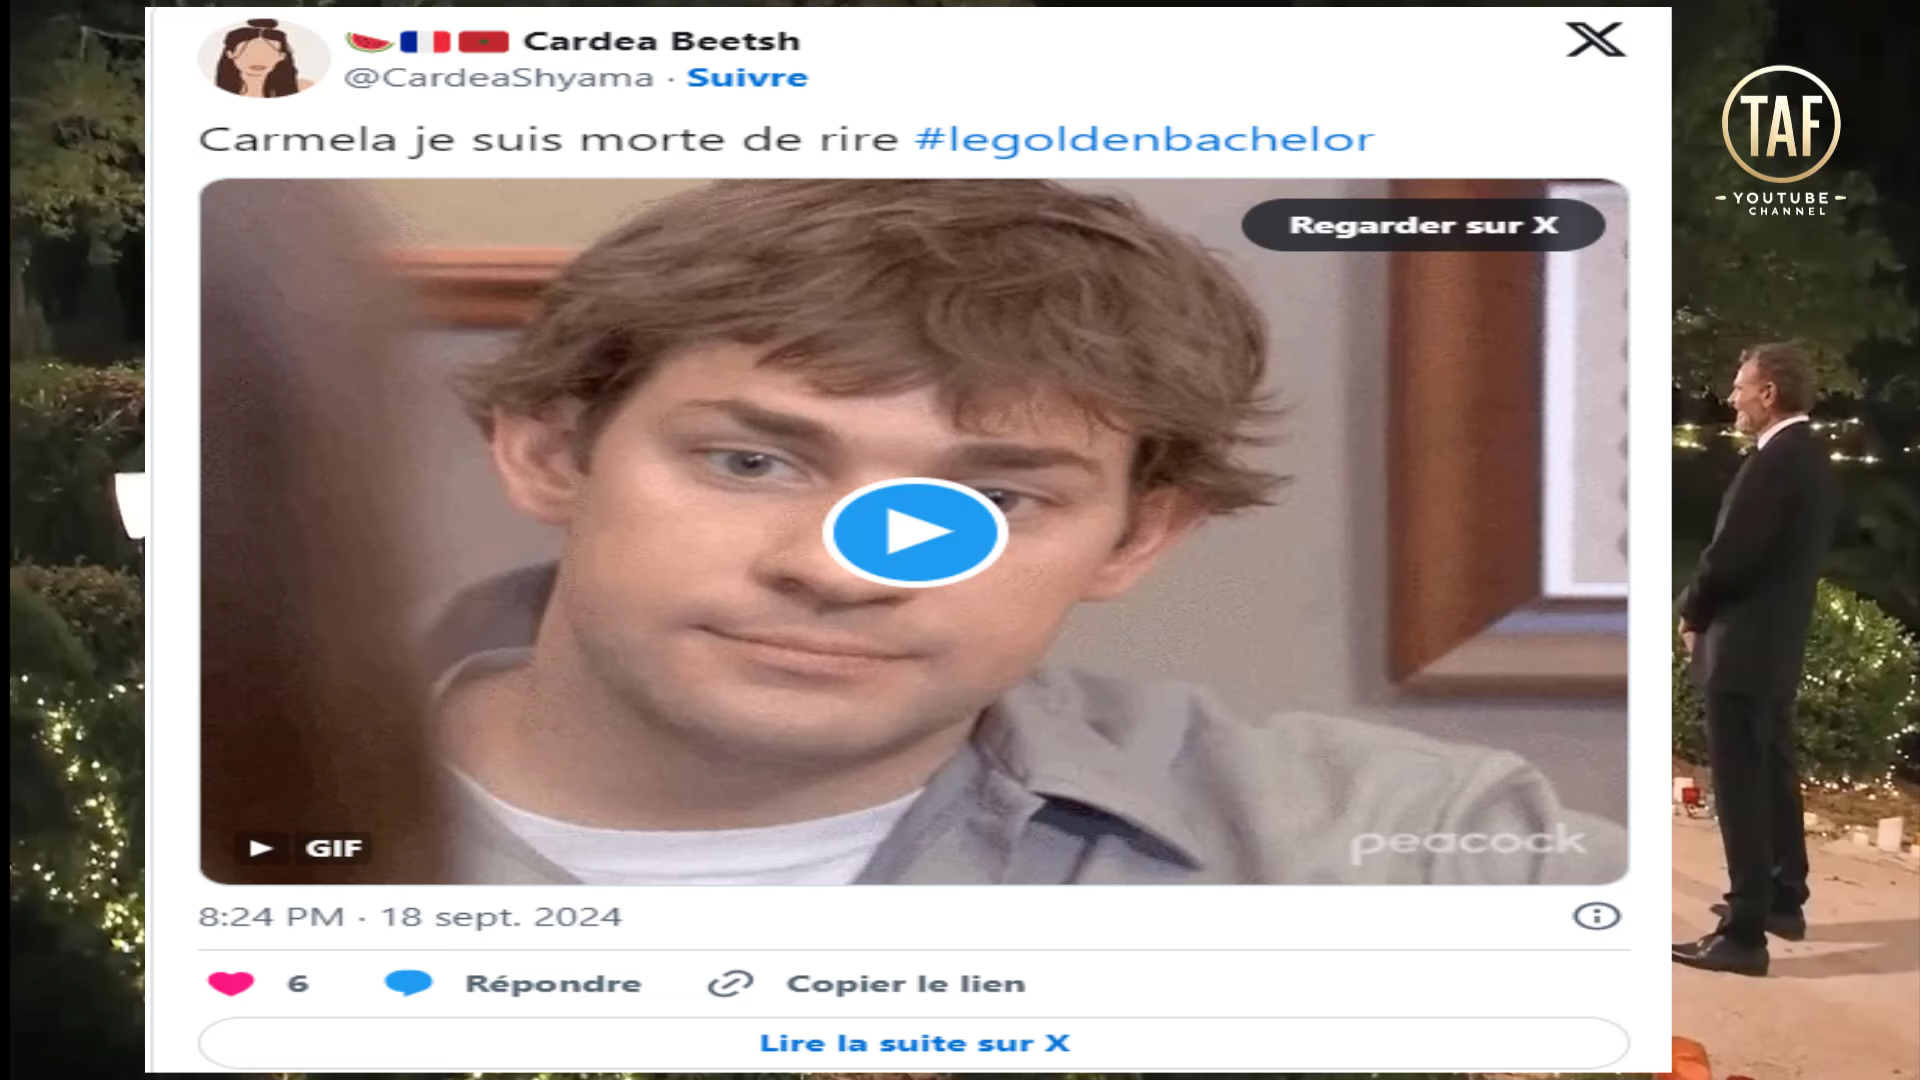 Cardea Beetsh
@CardeaShyama · Suivre
Carmela je suis morte de rire #legoldenbachelor
Regarder sur X
TAF
YOUTUBE
CHANNEL
peacock
GIF
8:24 PM · 18 sept. 2024
6 Répondre Copier le lien
Lire la suite sur X